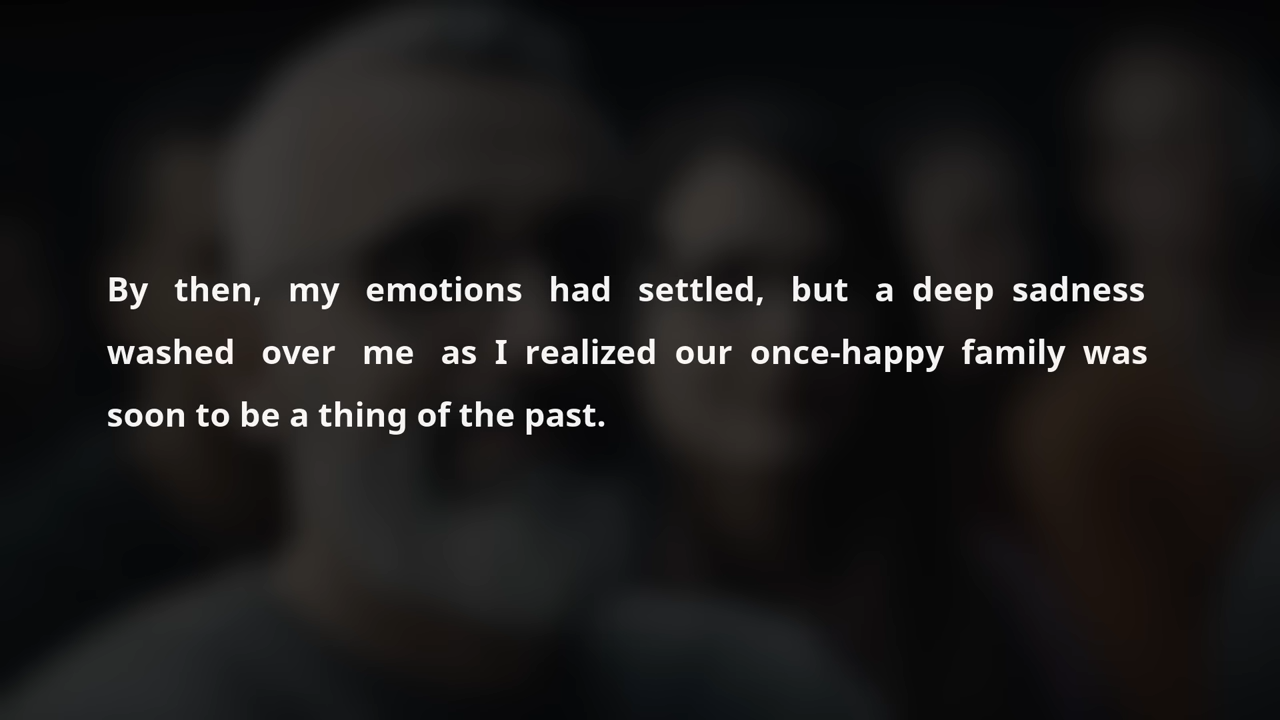 By then, my emotions had settled, but a deep sadness
washed over me as I realized our once-happy family was
soon to be a thing of the past.